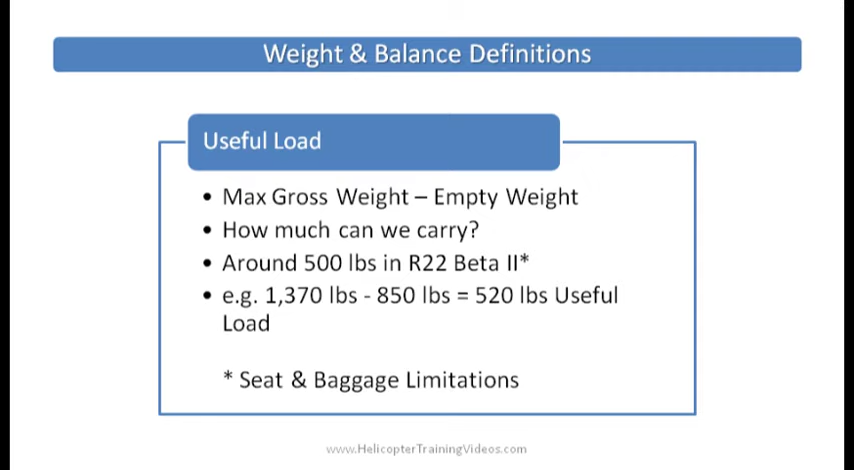 Weight & Balance Definitions
Useful Load
• Max Gross Weight – Empty Weight
• How much can we carry?
• Around 500 lbs in R22 Beta II*
• e.g. 1,370 lbs - 850 lbs = 520 lbs Useful
Load
* Seat & Baggage Limitations
www.HelicopterTrainingVideos.com